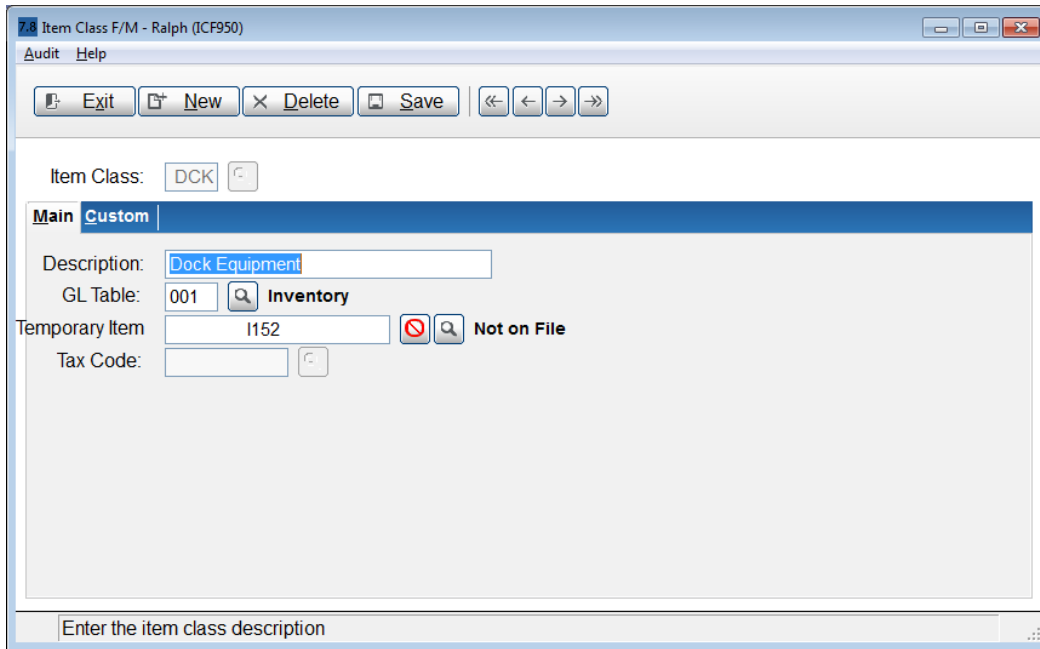 7.8 Item Class F/M - Ralph (ICF950)
Audit Help
Exit New Delete Save
Item Class: DCK
Main Custom
Description: Dock Equipment
GL Table: 001 Inventory
Temporary Item I152 Not on File
Tax Code:
Enter the item class description